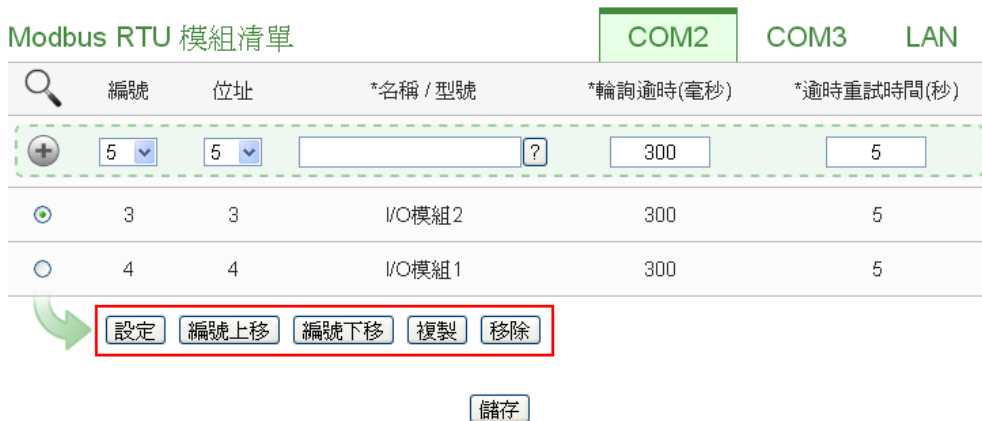 Modbus RTU 模組清單 COM2 COM3 LAN
編號 位址 *名稱 / 型號 *輪詢逾時(毫秒) *逾時重試時間(秒)
5 5 ? 300 5
3 3 I/O模組2 300 5
4 4 I/O模組1 300 5
設定 編號上移 編號下移 複製 移除
儲存